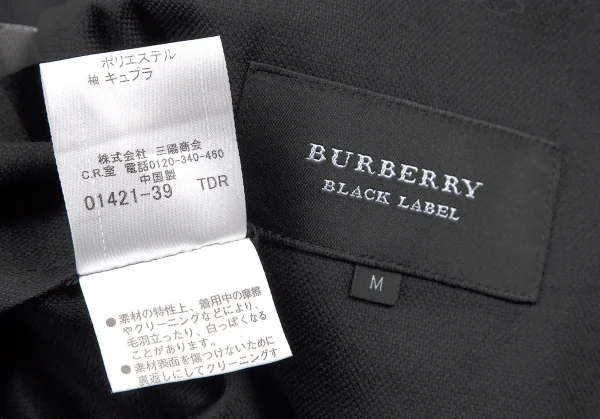 ポリエステル
袖 キュプラ
株式会社 三陽商会
C.R.室 電話0120-340-460
中国製
01421-39 TDR
●素材の特性上、着用中の摩擦
やクリーニングなどにより、
毛羽立ったり、白っぽくなる
ことがあります。
●素材表面を傷つけないために
裏返しにしてクリーニングす
BURBERRY
BLACK LABEL
M